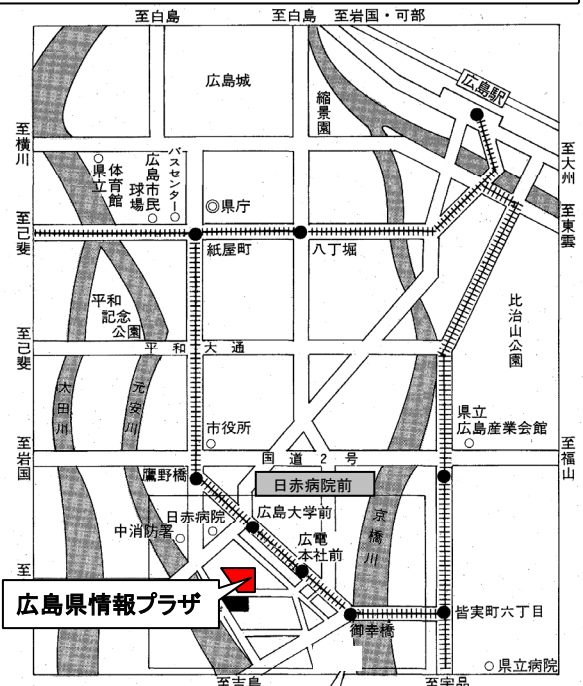 至白島
至白島
至岩国・可部
広島城
縮景園
広島駅
至横川
県立
体育館
広島市民
球場
バスセンター
◎県庁
至大州
至己斐
至東雲
紙屋町
八丁堀
平和
記念
公園
比治山公園
至己斐
平和大通
太田川
元安川
市役所
県立
広島産業会館
至岩国
国道2号
至福山
鷹野橋
日赤病院前
日赤病院
広島大学前
中消防署
広電
本社前
京橋川
至
広島県情報プラザ
御幸橋
皆実町六丁目
県立病院
至吉島
至宇品